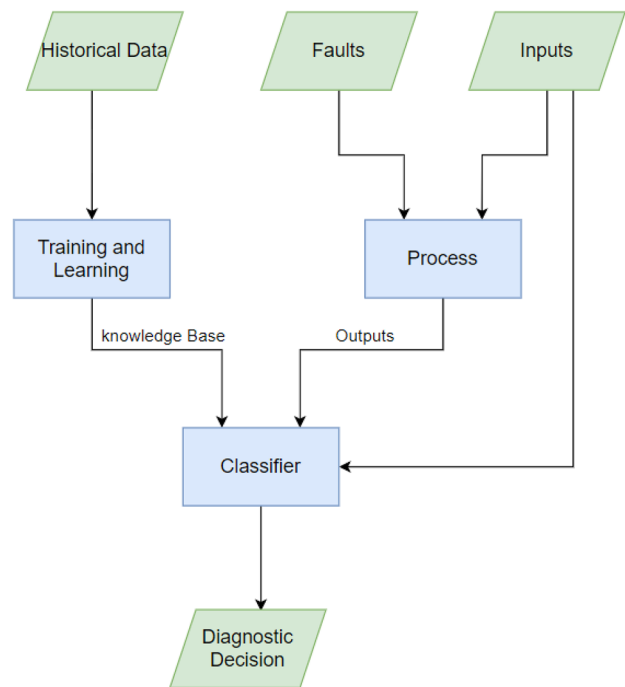 Historical Data
Faults
Inputs
Training and
Learning
Process
knowledge Base
Outputs
Classifier
Diagnostic
Decision